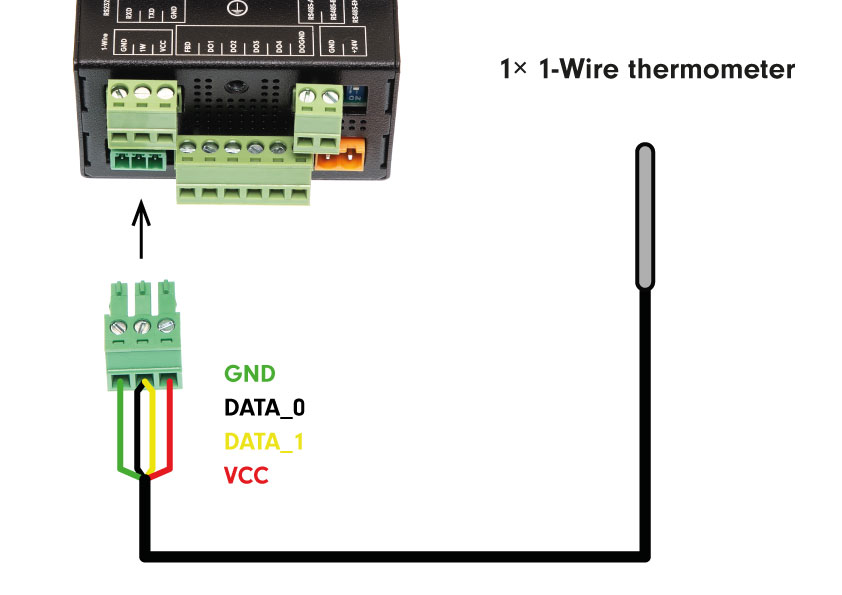 RS232
RXD
TXD
GND
1-Wire
GND
1W
VCC
FBD
DO1
DO2
DO3
DO4
DOGND
GND
+24V
ON
1× 1-Wire thermometer
GND
DATA_0
DATA_1
VCC